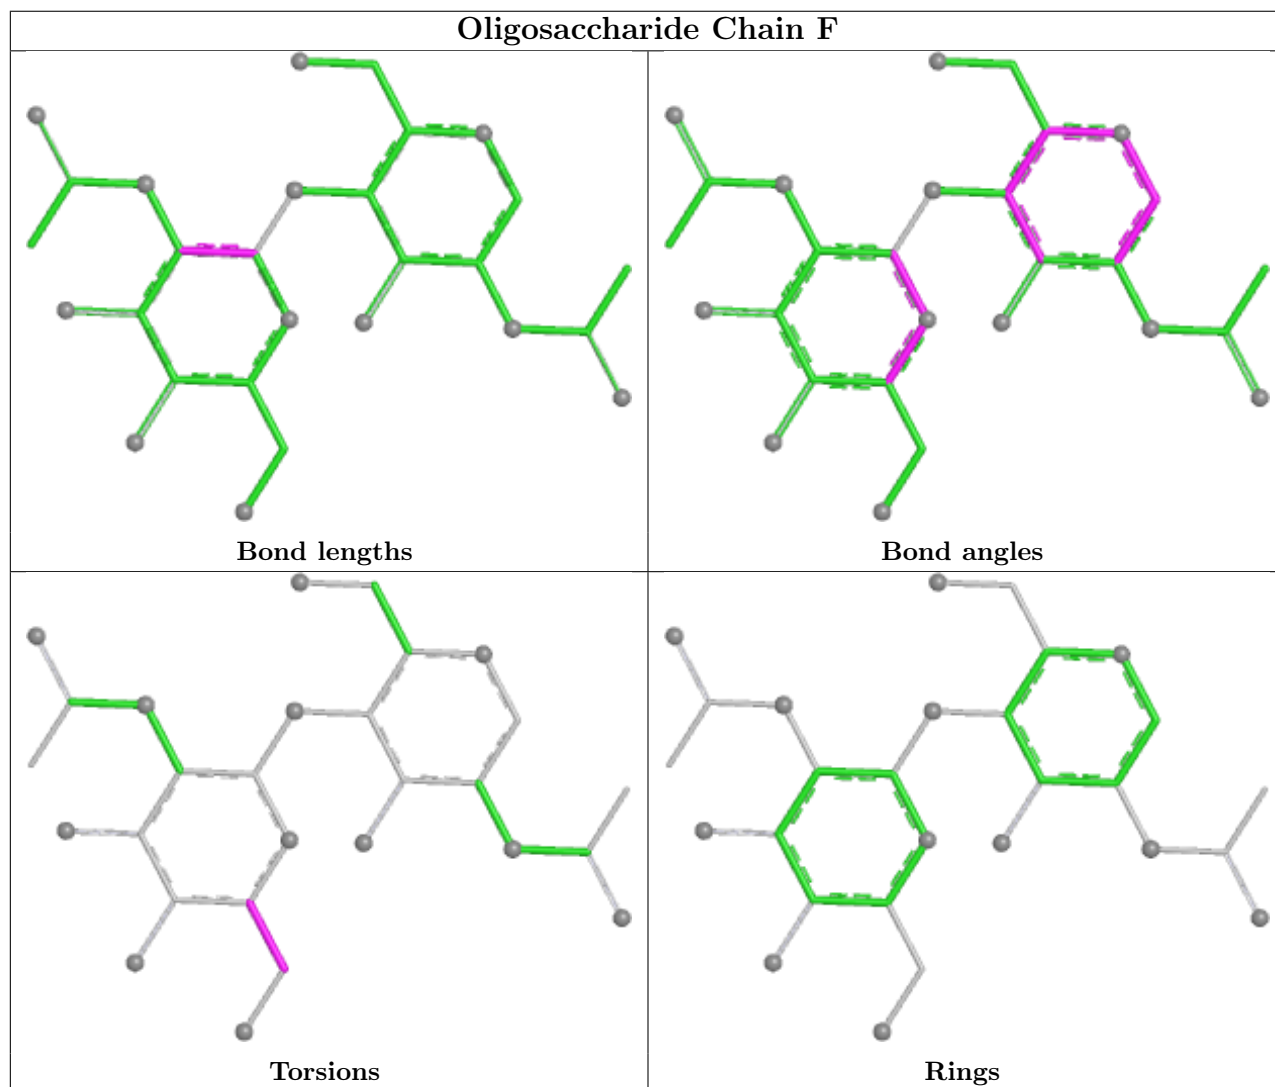 Oligosaccharide Chain F
Bond lengths
Bond angles
Torsions
Rings